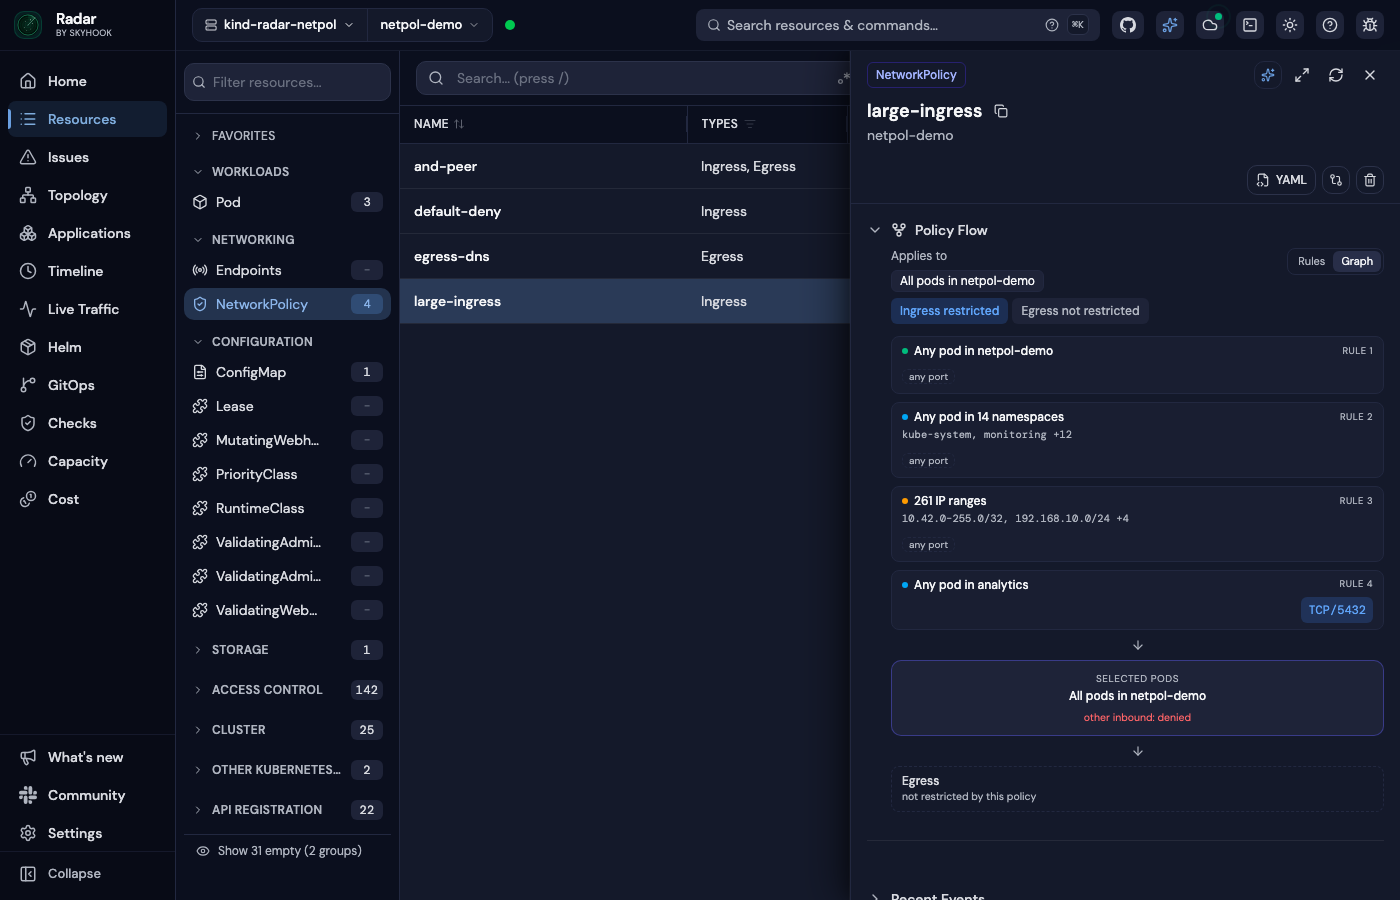 Radar
BY SKYHOOK
kind-radar-netpol
netpol-demo
Search resources & commands...
⌘K
Home
Resources
Issues
Topology
Applications
Timeline
Live Traffic
Helm
GitOps
Checks
Capacity
Cost
What's new
Community
Settings
Collapse
Filter resources...
FAVORITES
WORKLOADS
Pod 3
NETWORKING
Endpoints -
NetworkPolicy 4
CONFIGURATION
ConfigMap 1
Lease -
MutatingWebh... -
PriorityClass -
RuntimeClass -
ValidatingAdmi... -
ValidatingAdmi... -
ValidatingWeb... -
STORAGE 1
ACCESS CONTROL 142
CLUSTER 25
OTHER KUBERNETES... 2
API REGISTRATION 22
Show 31 empty (2 groups)
Search... (press /)
.*
NAME TYPES
and-peer Ingress, Egress
default-deny Ingress
egress-dns Egress
large-ingress Ingress
NetworkPolicy
large-ingress
netpol-demo
YAML
Policy Flow
Applies to
Rules Graph
All pods in netpol-demo
Ingress restricted Egress not restricted
Any pod in netpol-demo RULE 1
any port
Any pod in 14 namespaces RULE 2
kube-system, monitoring +12
any port
261 IP ranges RULE 3
10.42.0-255.0/32, 192.168.10.0/24 +4
any port
Any pod in analytics RULE 4
TCP/5432
SELECTED PODS
All pods in netpol-demo
other inbound: denied
Egress
not restricted by this policy
Recent Events